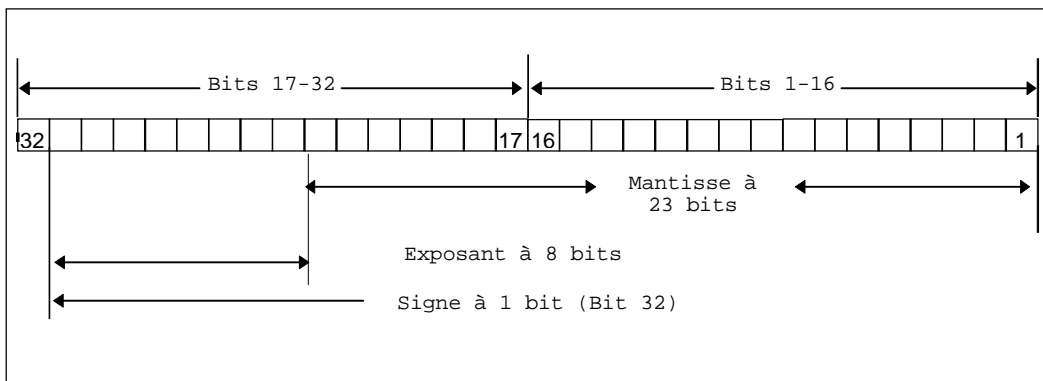 Bits 17-32 Bits 1-16
32 17 16 1
Mantisse à
23 bits
Exposant à 8 bits
Signe à 1 bit (Bit 32)